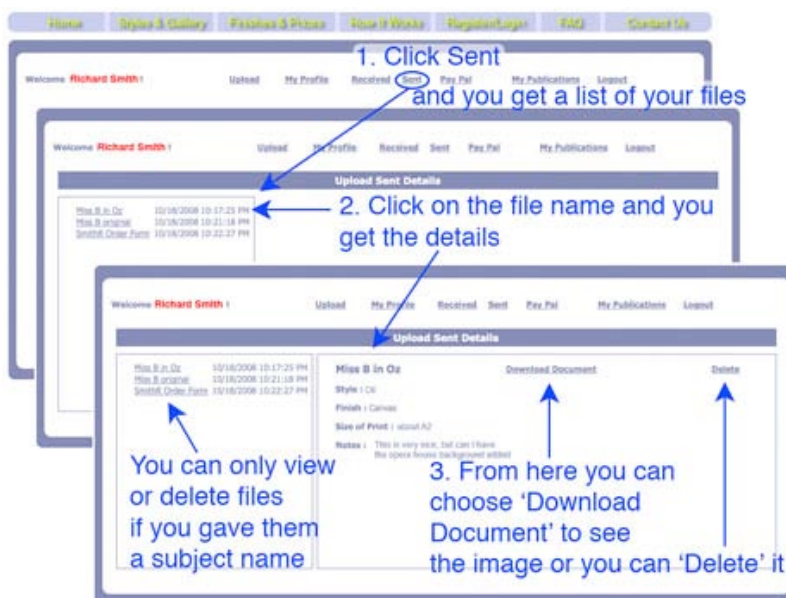 Home Styles & Gallery Finishes & Prices How It Works Register/Login FAQ Contact Us
1. Click Sent
Welcome Richard Smith ! Upload My Profile Received Sent Pay Pal My Publications Logout
and you get a list of your files
Welcome Richard Smith ! Upload My Profile Received Sent Pay Pal My Publications Logout
Upload Sent Details
Miss B in Oz 10/18/2008 10:17:25 PM
Miss B original 10/18/2008 10:21:18 PM
SmithR Order Form 10/18/2008 10:22:27 PM
2. Click on the file name and you
get the details
Welcome Richard Smith ! Upload My Profile Received Sent Pay Pal My Publications Logout
Upload Sent Details
Miss B in Oz 10/18/2008 10:17:25 PM
Miss B original 10/18/2008 10:21:18 PM
SmithR Order Form 10/18/2008 10:22:27 PM
Miss B in Oz Download Document Delete
Style : Oil
Finish : Canvas
Size of Print : about A2
Notes : This is very nice, but can I have
the opera house background added
You can only view
or delete files
if you gave them
a subject name
3. From here you can
choose ‘Download
Document’ to see
the image or you can ‘Delete’ it